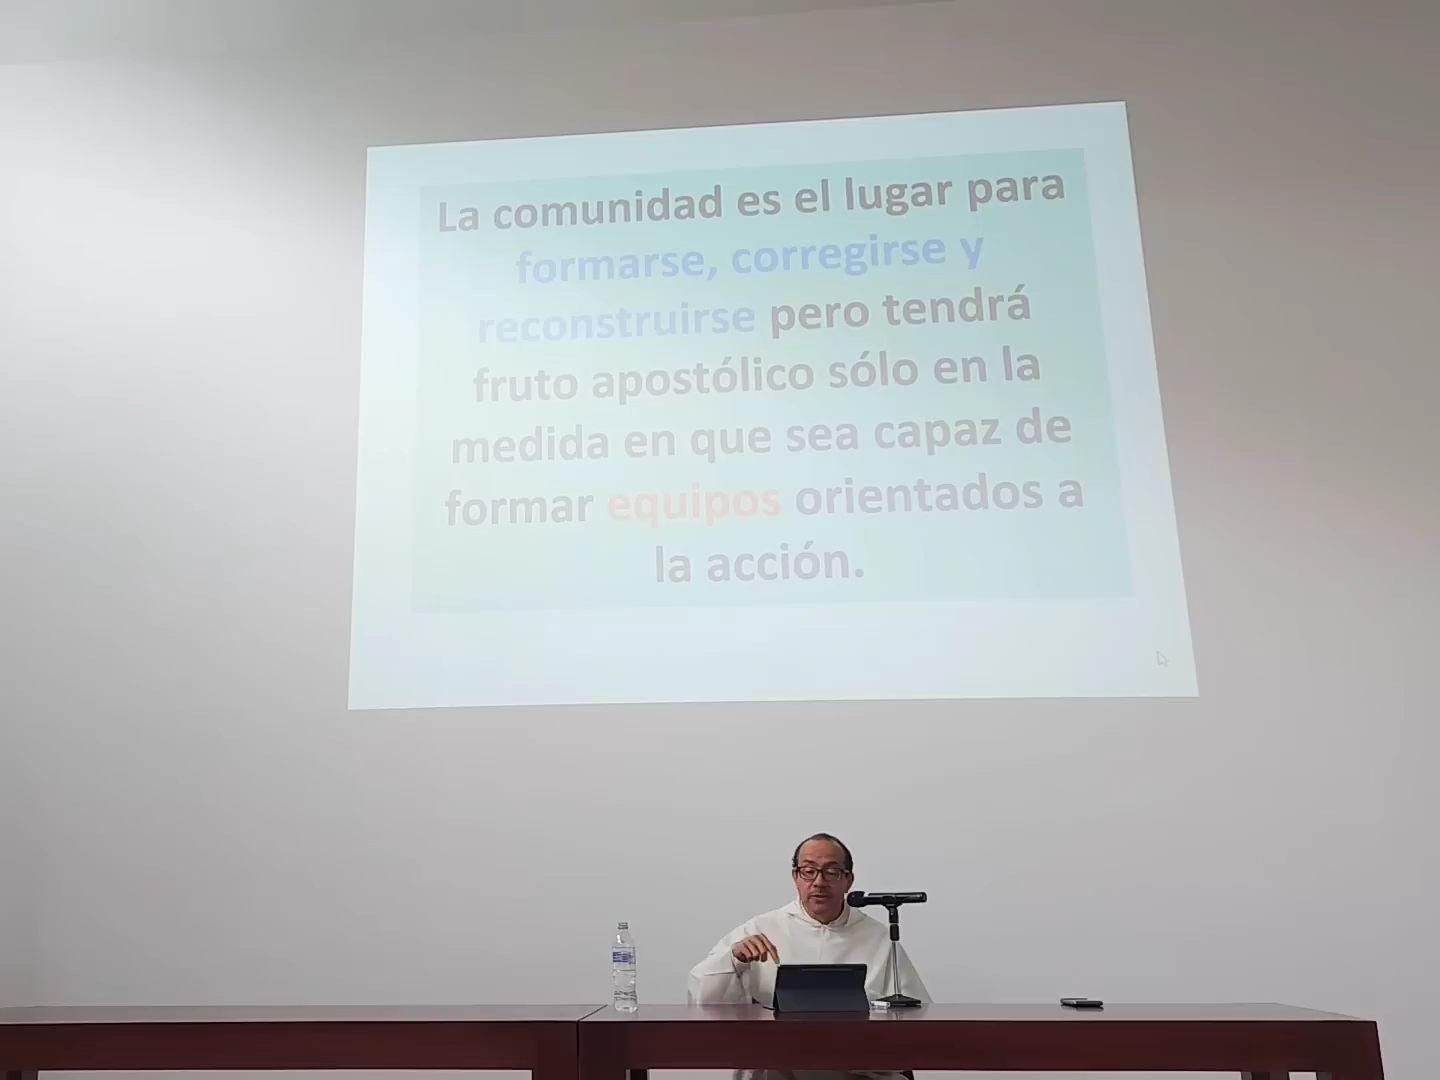 La comunidad es el lugar para
formarse, corregirse y
reconstruirse pero tendrá
fruto apostólico sólo en la
medida en que sea capaz de
formar equipos orientados a
la acción.